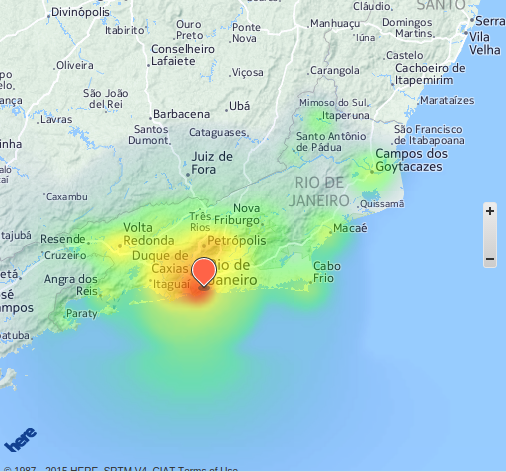 SANTO
Cláudio,
Divinópolis
Manhuaçu
Domingos
Martins,
Serra
Ouro
Preto
Ponte
Nova
Itabirito
Iúna
Vila
Velha
Conselheiro
Lafaiete
Castelo
Oliveira
Viçosa
Carangola
Cachoeiro de
Itapemirim
São João
del Rei
Ubá
Mimoso do Sul,
Marataízes
Lavras
Barbacena
Itaperuna
Santos
Dumont,
Cataguases,
Santo Antônio
de Pádua
São Francisco
de Itabapoana
Juiz de
Fora
Campos dos
Goytacazes
Caxambu
RIO DE
JANEIRO
Quissamã
Três
Rios
Nova
Friburgo
Volta
Redonda
Macaé
Resende
Petrópolis
Cruzeiro
Duque de
Caxias
Rio de
Janeiro
Cabo
Frio
Angra dos
Reis
Itaguaí
Paraty
+
−
here
© 1987 - 2015 HERE, SRTM V4, CIAT Terms of Use